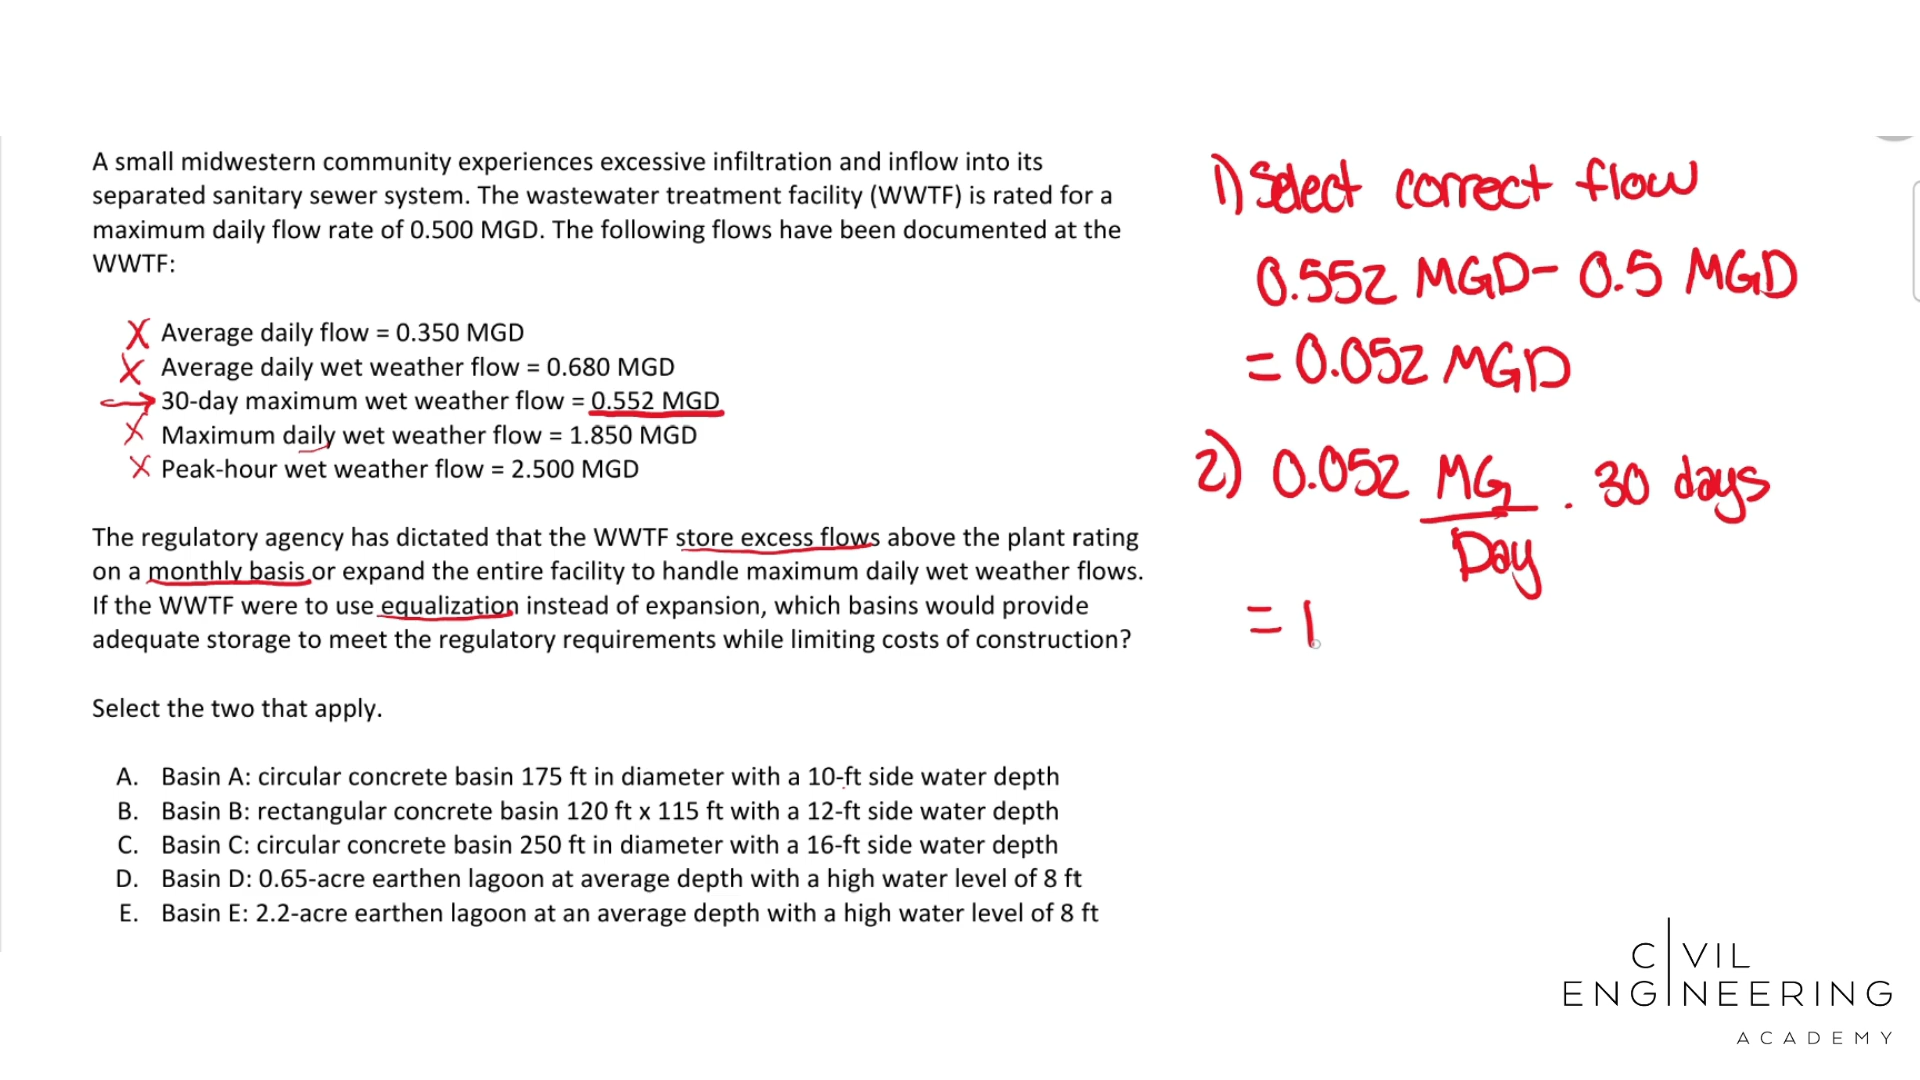 A small midwestern community experiences excessive infiltration and inflow into its
separated sanitary sewer system. The wastewater treatment facility (WWTF) is rated for a
maximum daily flow rate of 0.500 MGD. The following flows have been documented at the
WWTF:
X Average daily flow = 0.350 MGD
X Average daily wet weather flow = 0.680 MGD
→ 30-day maximum wet weather flow = 0.552 MGD
X Maximum daily wet weather flow = 1.850 MGD
X Peak-hour wet weather flow = 2.500 MGD
The regulatory agency has dictated that the WWTF store excess flows above the plant rating
on a monthly basis or expand the entire facility to handle maximum daily wet weather flows.
If the WWTF were to use equalization instead of expansion, which basins would provide
adequate storage to meet the regulatory requirements while limiting costs of construction?
Select the two that apply.
A. Basin A: circular concrete basin 175 ft in diameter with a 10-ft side water depth
B. Basin B: rectangular concrete basin 120 ft x 115 ft with a 12-ft side water depth
C. Basin C: circular concrete basin 250 ft in diameter with a 16-ft side water depth
D. Basin D: 0.65-acre earthen lagoon at average depth with a high water level of 8 ft
E. Basin E: 2.2-acre earthen lagoon at an average depth with a high water level of 8 ft
1) Select correct flow
0.552 MGD - 0.5 MGD
= 0.052 MGD
2) 0.052 MG . 30 days
Day
= 1
CIVIL
ENGINEERING
ACADEMY